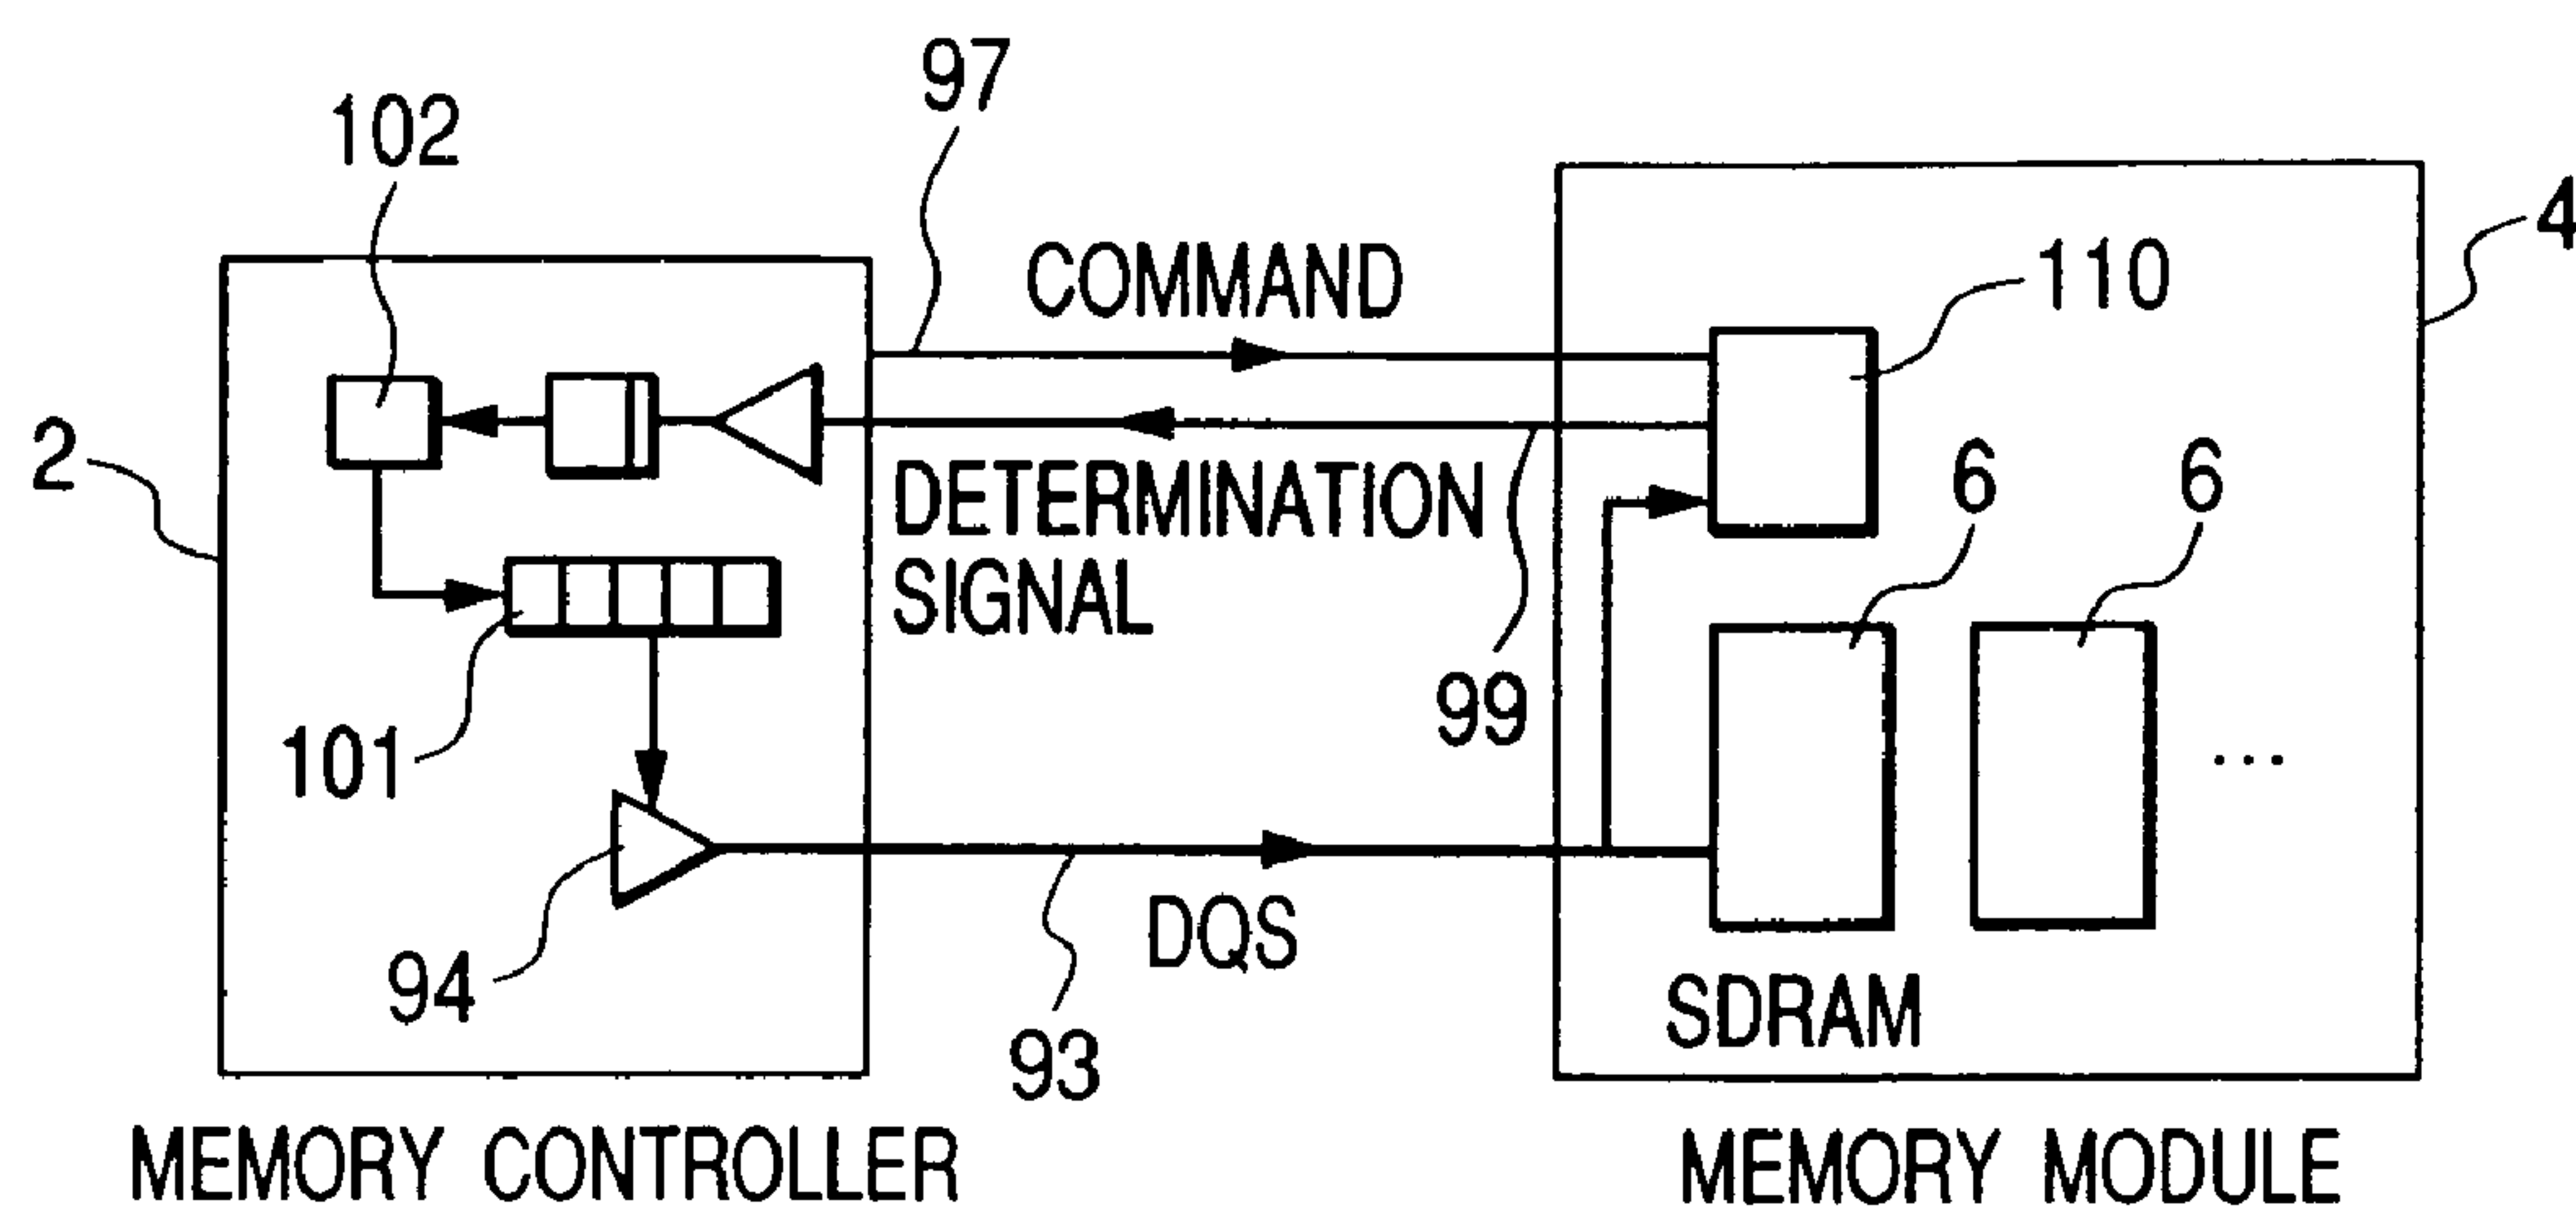 97
102
COMMAND
4
110
2
DETERMINATION
SIGNAL
6
6
99
101
94
DQS
93
SDRAM
...
MEMORY CONTROLLER
MEMORY MODULE